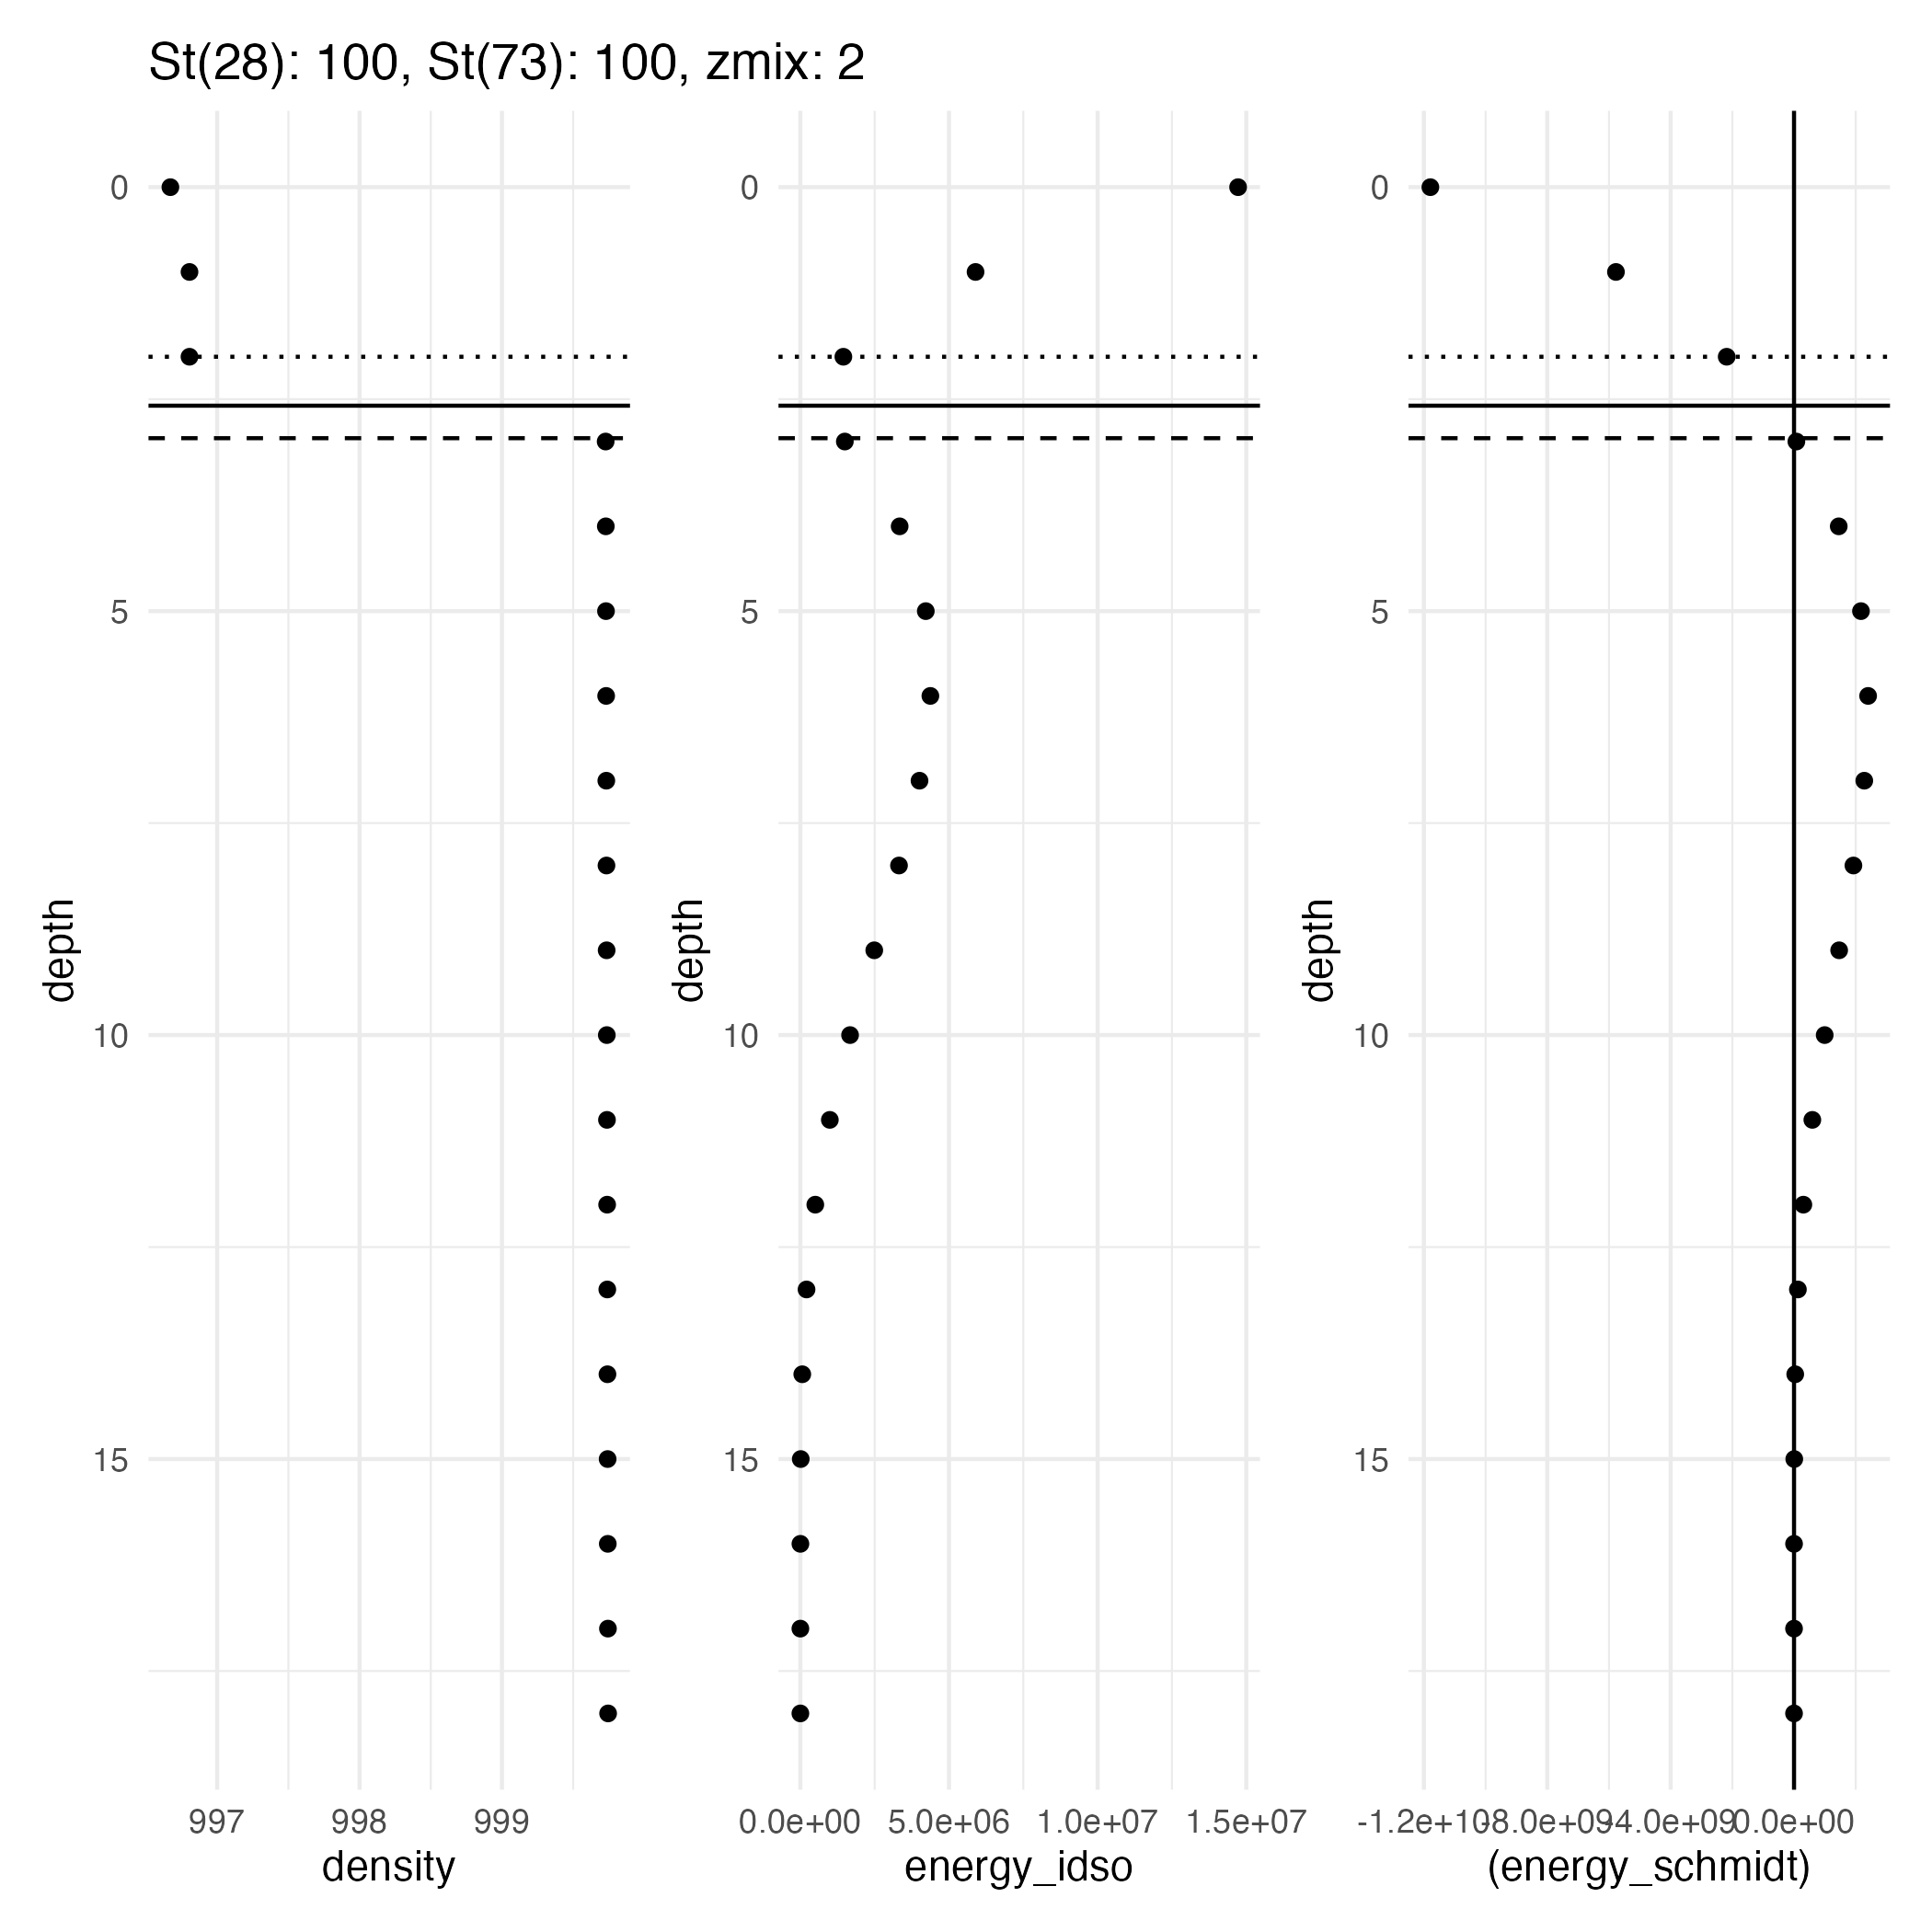 St(28): 100, St(73): 100, zmix: 2
0
5
10
15
depth
997 998 999
density
0
5
10
15
depth
0.0e+00 5.0e+06 1.0e+07 1.5e+07
energy_idso
0
5
10
15
depth
-1.2e+10 -8.0e+09 -4.0e+09 0.0e+00
(energy_schmidt)